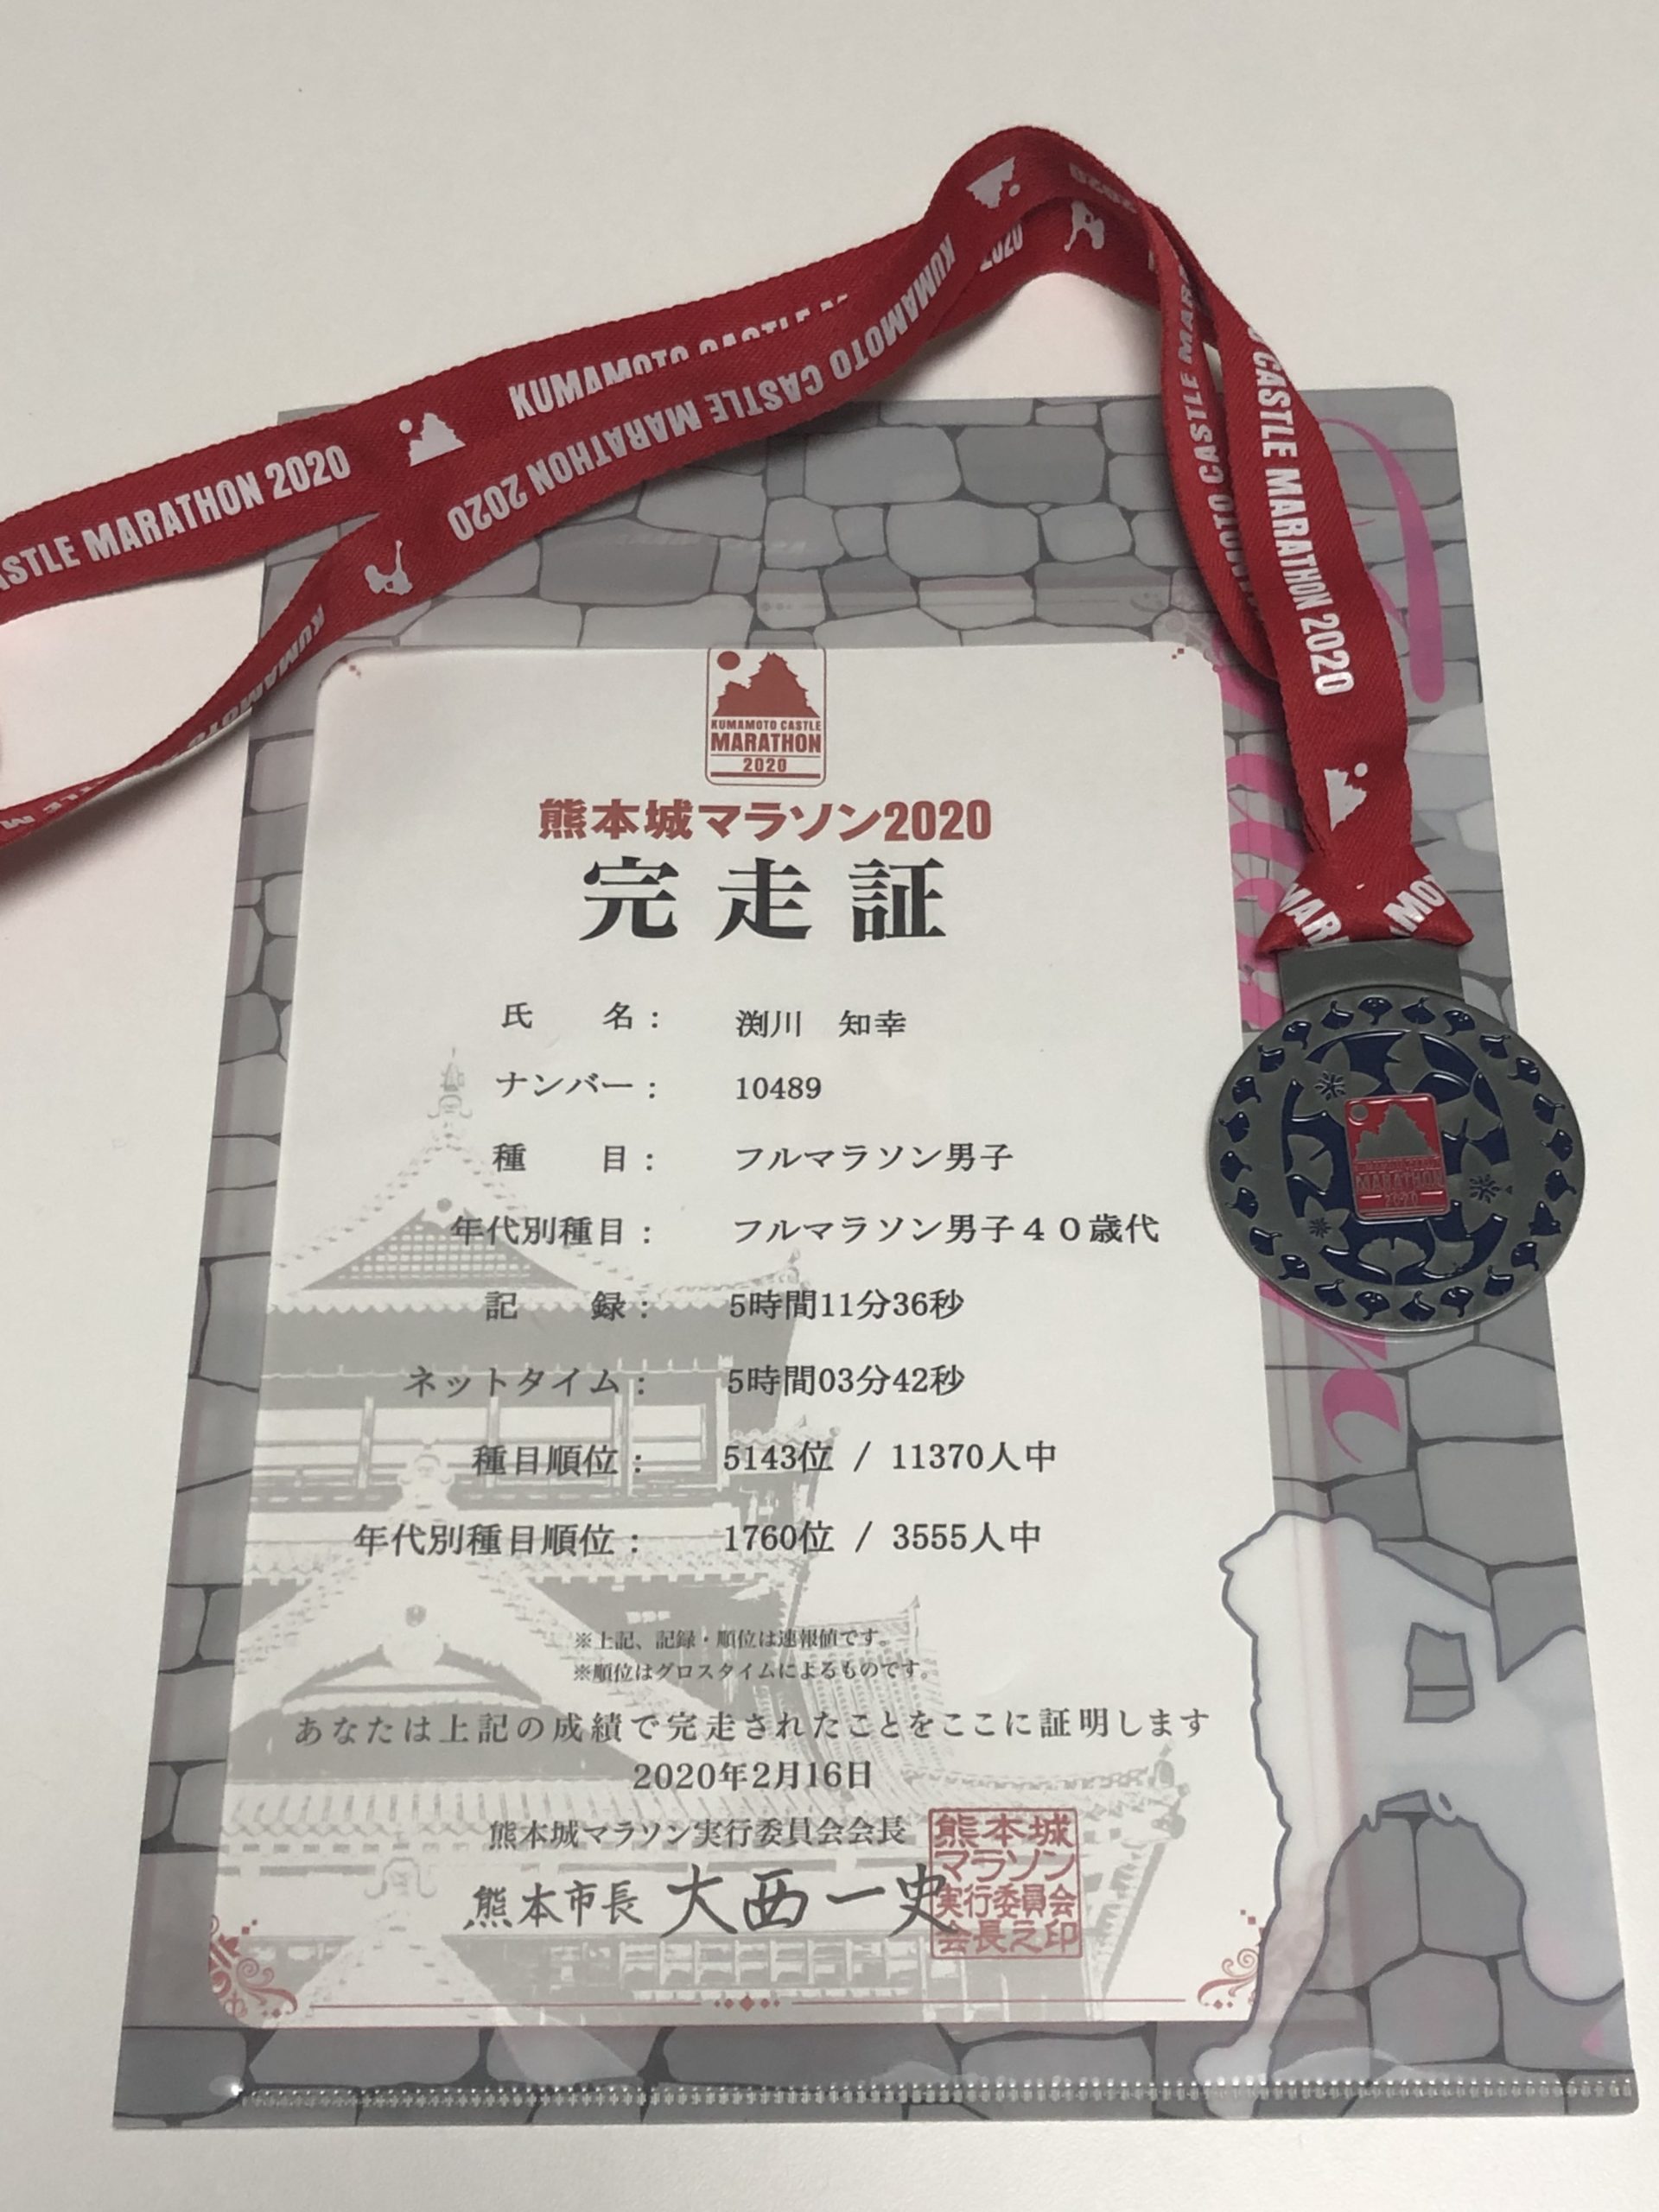 CASTLE MARATHON 2020
KUMAMOTO CASTLE
KUMAMOTO CASTLE MARATHON 2020
KUMAMOTO
CASTLE MARATHON 2020
KUMAMOTO CASTLE
MARATHON
2020
熊本城マラソン2020
完走証
氏　名： 渕川　知幸
ナンバー： 10489
種　目： フルマラソン男子
年代別種目： フルマラソン男子４０歳代
記　録： 5時間11分36秒
ネットタイム： 5時間03分42秒
種目順位： 5143位 / 11370人中
年代別種目順位： 1760位 / 3555人中
※上記、記録・順位は速報値です。
※順位はグロスタイムによるものです。
あなたは上記の成績で完走されたことをここに証明します
2020年2月16日
熊本城マラソン実行委員会会長
熊本市長 大西一史
熊本城
マラソン
実行委員会
会長之印
MARATHON
2020